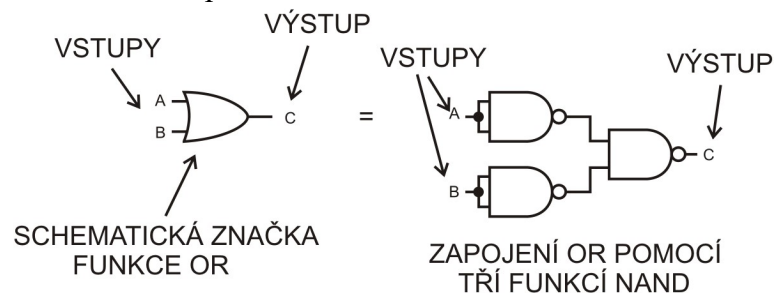 VSTUPY
VÝSTUP
A
B
C
SCHEMATICKÁ ZNAČKA
FUNKCE OR
=
VSTUPY
VÝSTUP
A
B
C
ZAPOJENÍ OR POMOCÍ
TŘÍ FUNKCÍ NAND